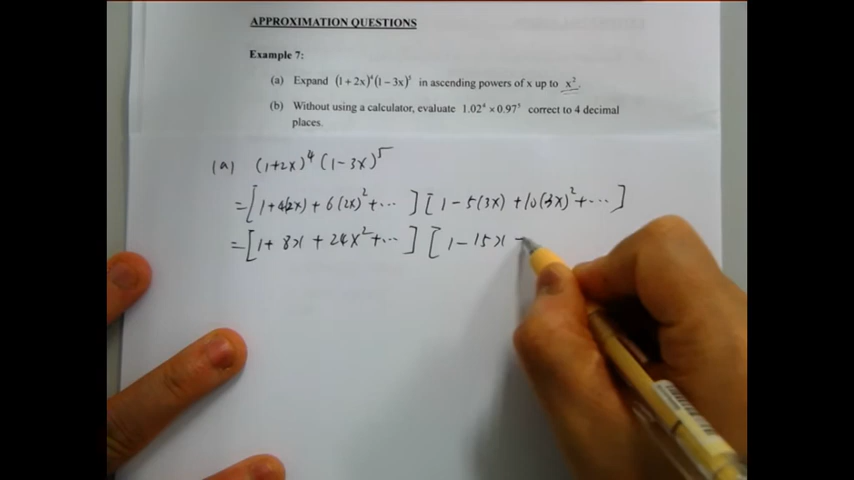 APPROXIMATION QUESTIONS
Example 7:
(a) Expand (1+2x)⁴(1−3x)⁵ in ascending powers of x up to x².
(b) Without using a calculator, evaluate 1.02⁴ × 0.97⁵ correct to 4 decimal
places.
(a) (1+2x)⁴ (1−3x)⁵
= [1+4(2x) + 6(2x)² + ··· ] [ 1 − 5(3x) + 10(3x)² + ··· ]
= [1+ 8x + 24x² + ··· ] [ 1 − 15x